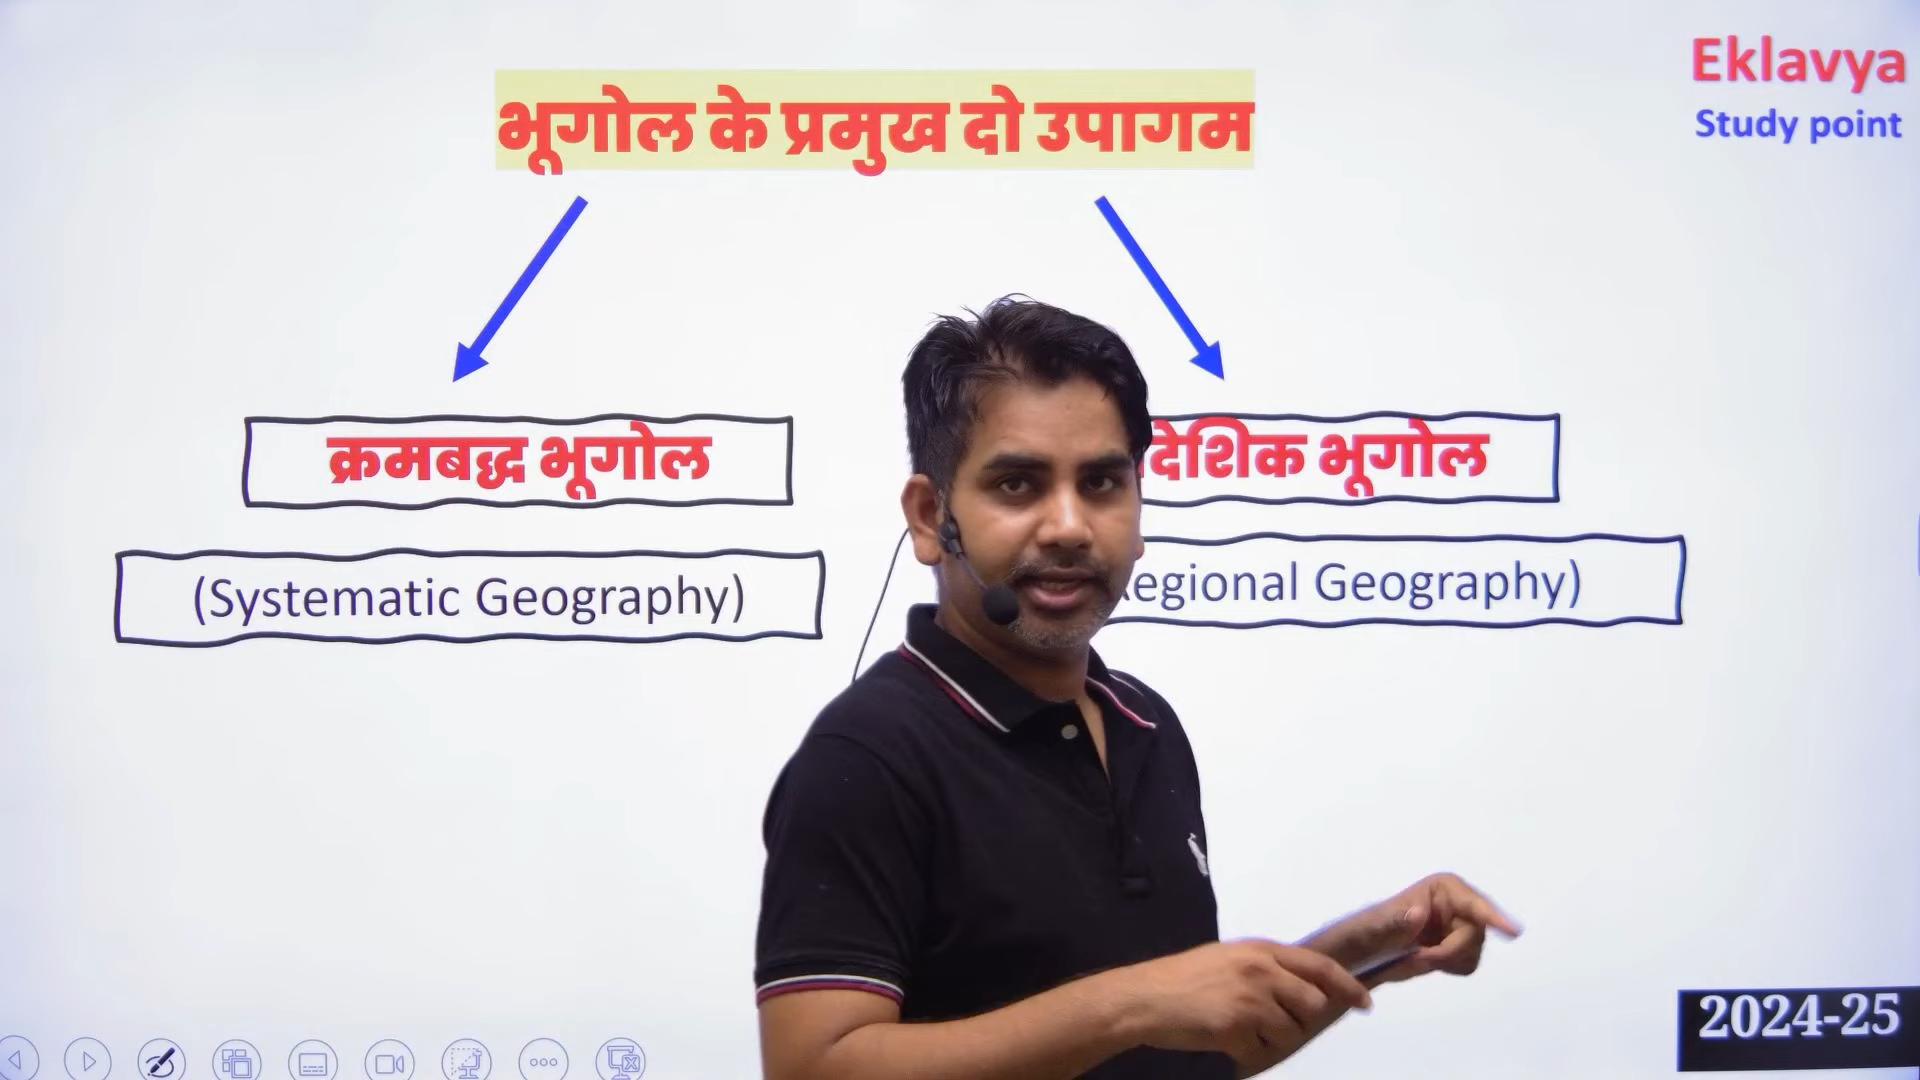 Eklavya
Study point
भूगोल के प्रमुख दो उपागम
क्रमबद्ध भूगोल
देशिक भूगोल
(Systematic Geography)
egional Geography)
2024-25